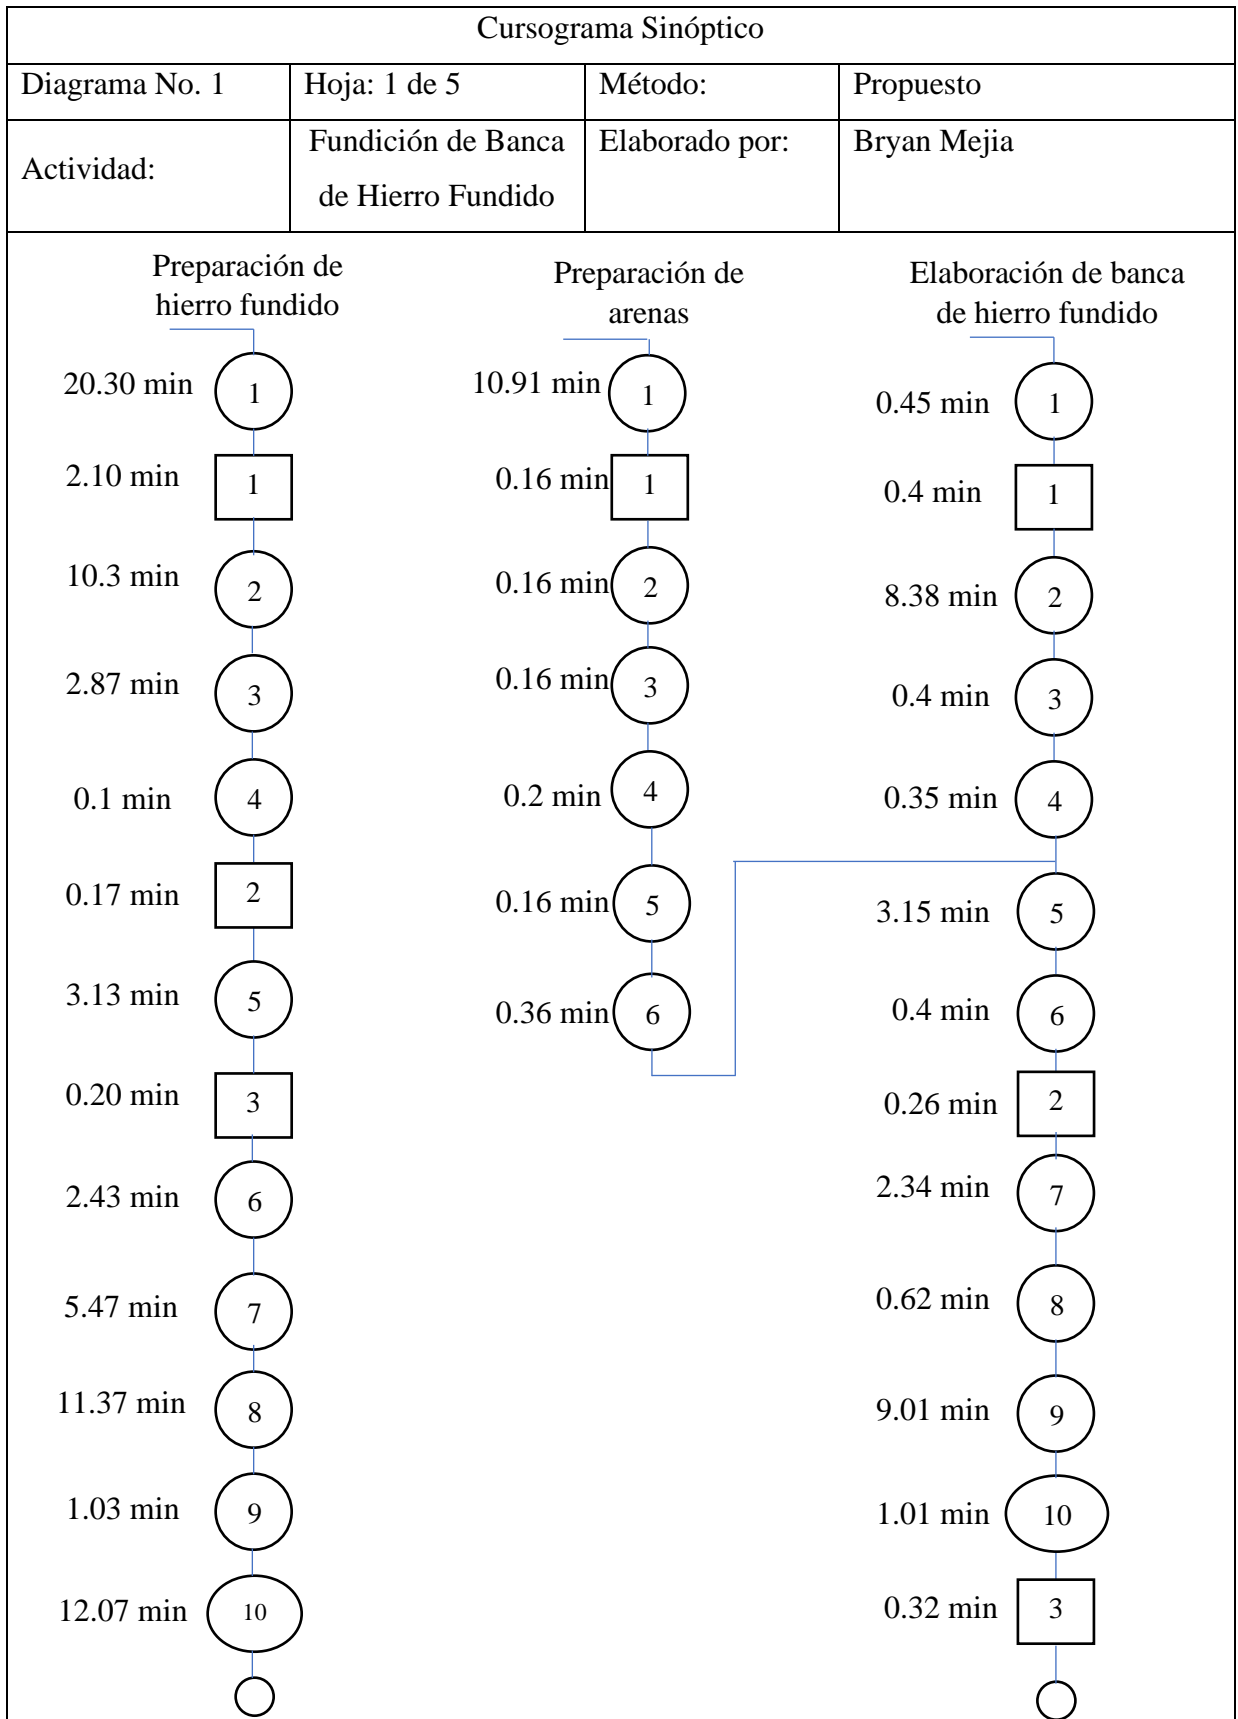 Cursograma Sinóptico
Diagrama No. 1
Hoja: 1 de 5
Método:
Propuesto
Actividad:
Fundición de Banca
de Hierro Fundido
Elaborado por:
Bryan Mejia
Preparación de
hierro fundido
20.30 min
1
2.10 min
1
10.3 min
2
2.87 min
3
0.1 min
4
0.17 min
2
3.13 min
5
0.20 min
3
2.43 min
6
5.47 min
7
11.37 min
8
1.03 min
9
12.07 min
10
Preparación de
arenas
10.91 min
1
0.16 min
1
0.16 min
2
0.16 min
3
0.2 min
4
0.16 min
5
0.36 min
6
Elaboración de banca
de hierro fundido
0.45 min
1
0.4 min
1
8.38 min
2
0.4 min
3
0.35 min
4
3.15 min
5
0.4 min
6
0.26 min
2
2.34 min
7
0.62 min
8
9.01 min
9
1.01 min
10
0.32 min
3